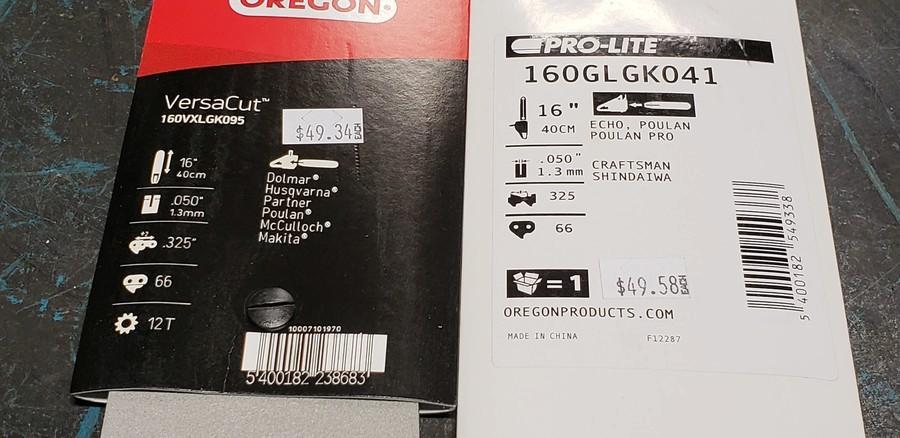 OREGON®
VersaCut™
160VXLGK095
$49.34
16"
40cm
.050"
1.3mm
.325"
66
12T
Dolmar®
Husqvarna®
Partner
Poulan®
McCulloch®
Makita®
10007101970
5 400182 238683
PRO-LITE
160GLGK041
16"
40CM
ECHO, POULAN
POULAN PRO
.050"
1.3 mm
CRAFTSMAN
SHINDAIWA
325
66
= 1
$49.58
OREGONPRODUCTS.COM
MADE IN CHINA
F12287
5 400182 549338